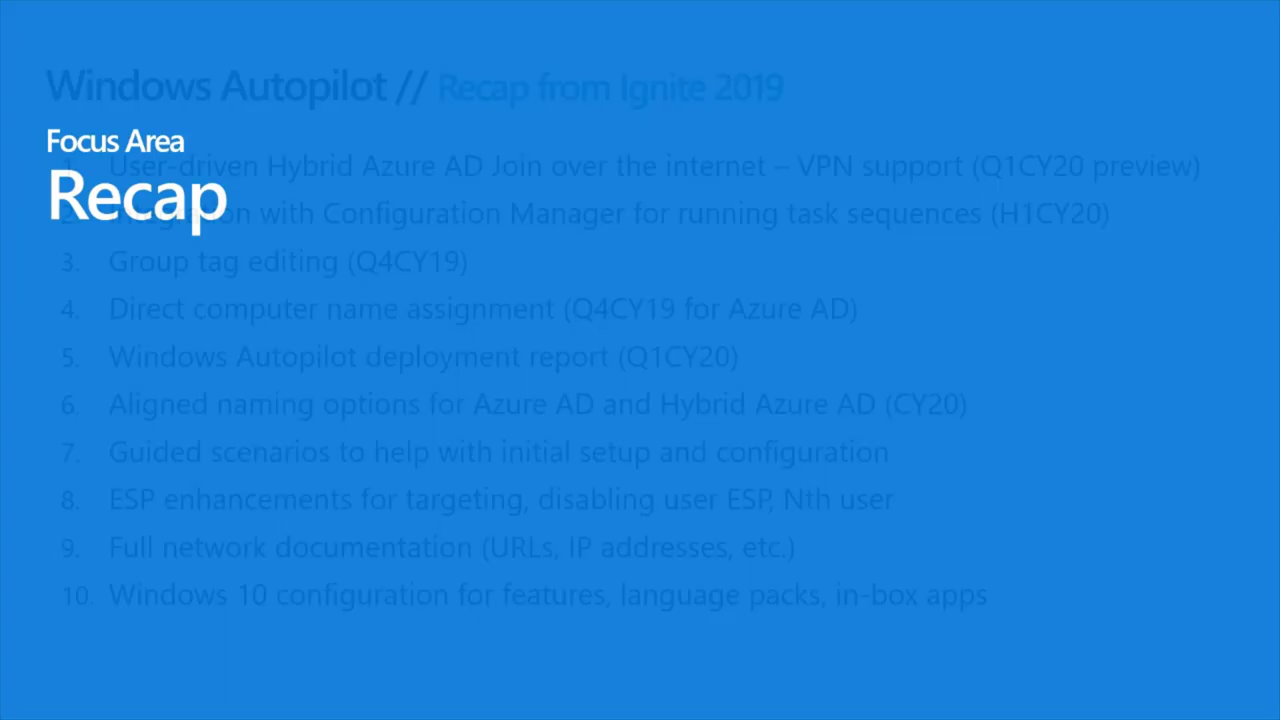 Windows Autopilot // Recap from Ignite 2019
Focus Area
Recap
1. User-driven Hybrid Azure AD Join over the internet – VPN support (Q1CY20 preview)
2. with Configuration Manager for running task sequences (H1CY20)
3. Group tag editing (Q4CY19)
4. Direct computer name assignment (Q4CY19 for Azure AD)
5. Windows Autopilot deployment report (Q1CY20)
6. Aligned naming options for Azure AD and Hybrid Azure AD (CY20)
7. Guided scenarios to help with initial setup and configuration
8. ESP enhancements for targeting, disabling user ESP, Nth user
9. Full network documentation (URLs, IP addresses, etc.)
10. Windows 10 configuration for features, language packs, in-box apps